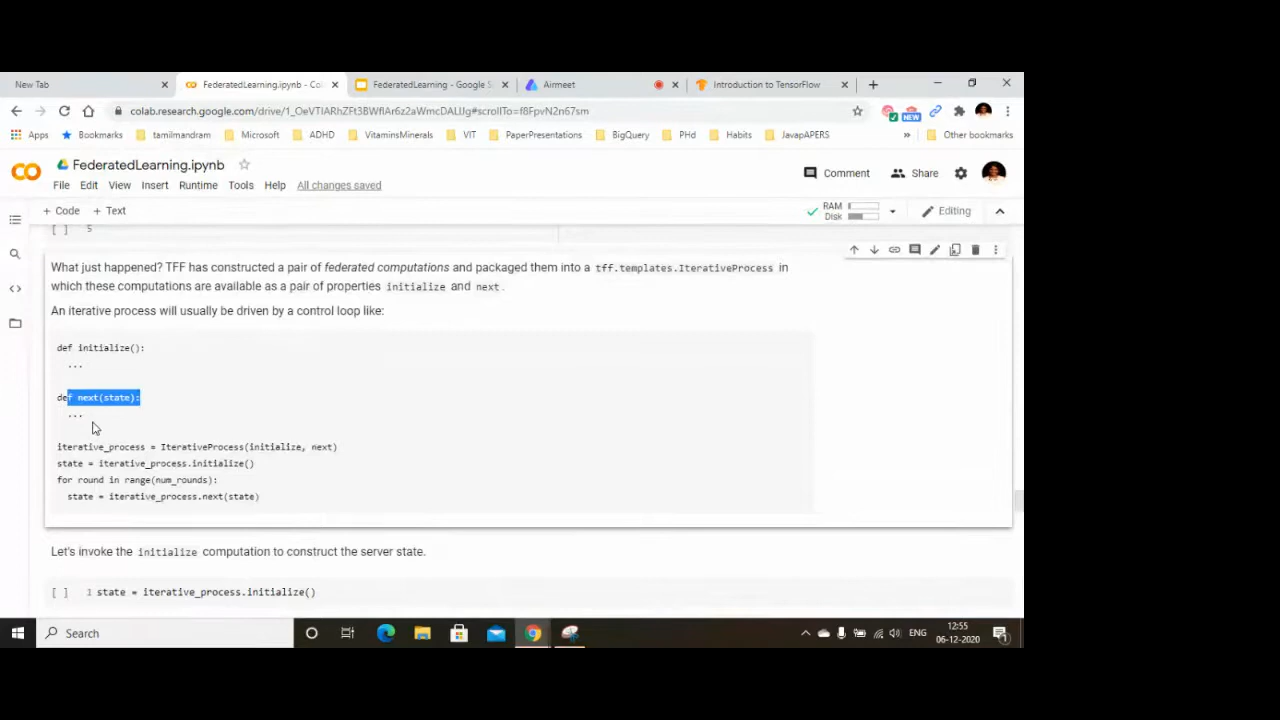 New Tab
FederatedLearning.ipynb - Co
FederatedLearning - Google S
Airmeet
Introduction to TensorFlow
colab.research.google.com/drive/1_OeVTlARhZFt3BWflAr6z2aWmcDALUg#scrollTo=f8FpvN2n67sm
NEW
Apps
Bookmarks
tamilmandram
Microsoft
ADHD
VitaminsMinerals
VIT
PaperPresentations
BigQuery
PHd
Habits
JavapAPERS
»
Other bookmarks
FederatedLearning.ipynb
Comment
Share
File Edit View Insert Runtime Tools Help All changes saved
+ Code + Text
RAM
Disk
Editing
[ ] 5
What just happened? TFF has constructed a pair of federated computations and packaged them into a tff.templates.IterativeProcess in
which these computations are available as a pair of properties initialize and next.
An iterative process will usually be driven by a control loop like:
def initialize():
...
def next(state):
...
iterative_process = IterativeProcess(initialize, next)
state = iterative_process.initialize()
for round in range(num_rounds):
state = iterative_process.next(state)
Let's invoke the initialize computation to construct the server state.
[ ] 1 state = iterative_process.initialize()
Search
ENG
12:55
06-12-2020
1